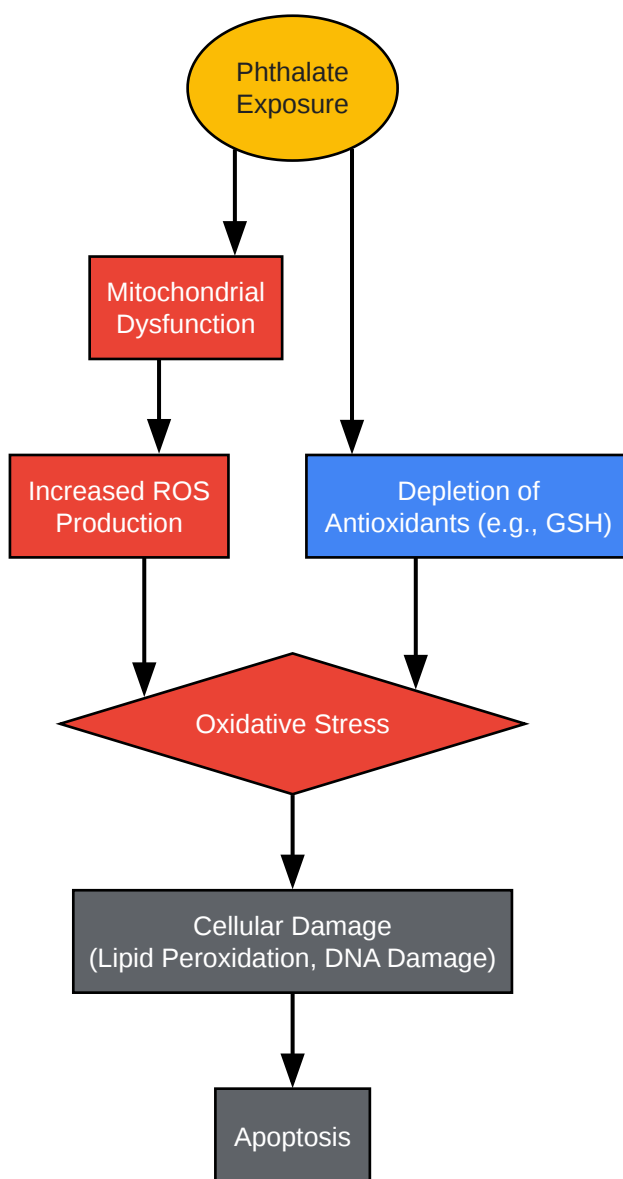 Phthalate
Exposure
Mitochondrial
Dysfunction
Increased ROS
Production
Depletion of
Antioxidants (e.g., GSH)
Oxidative Stress
Cellular Damage
(Lipid Peroxidation, DNA Damage)
Apoptosis